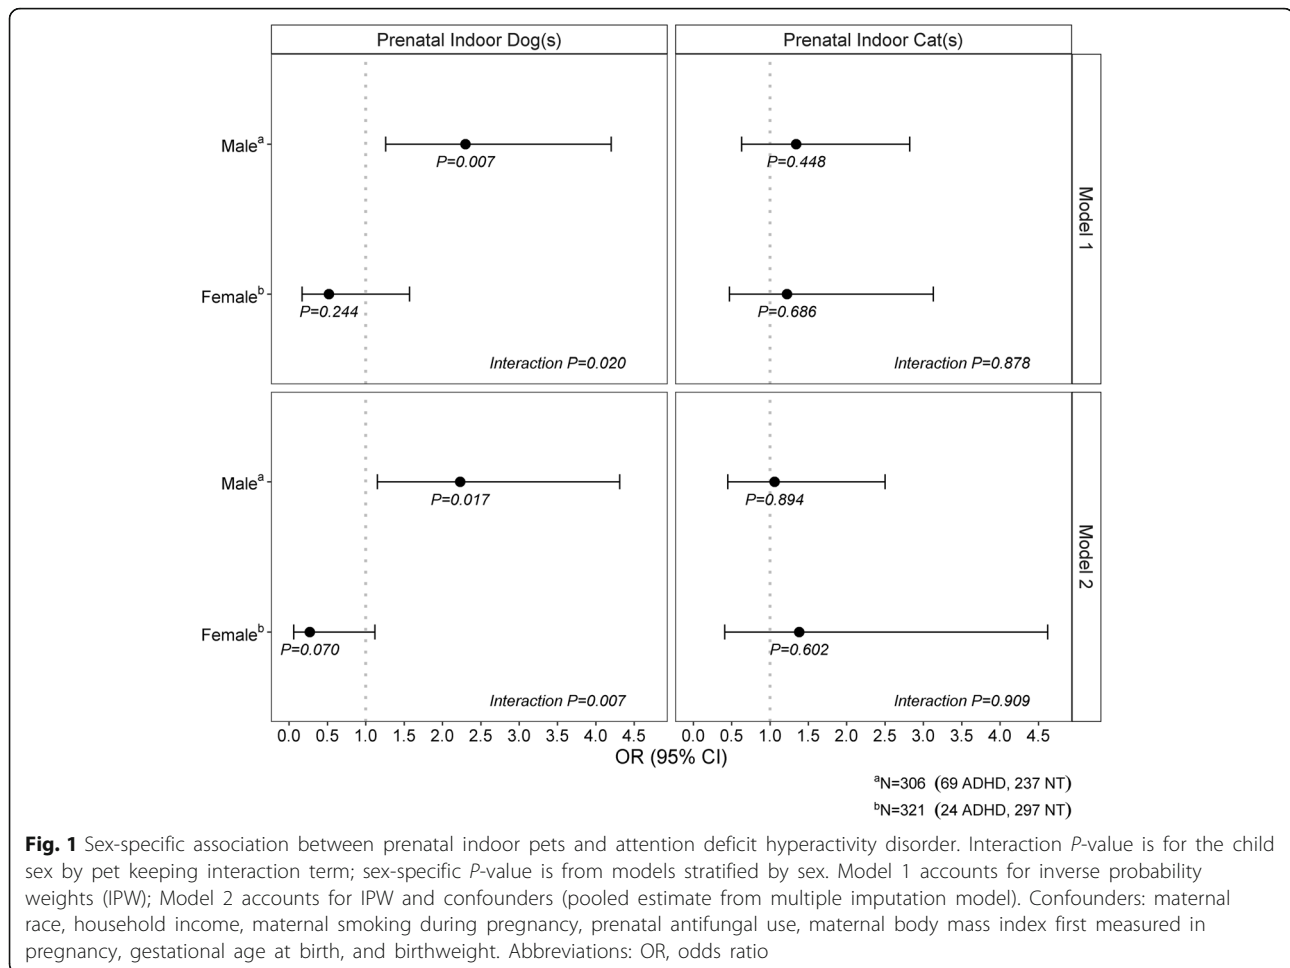 Prenatal Indoor Dog(s)
Prenatal Indoor Cat(s)
Male^a
P=0.007
P=0.448
Model 1
Female^b
P=0.244
P=0.686
Interaction P=0.020
Interaction P=0.878
Male^a
P=0.017
P=0.894
Model 2
Female^b
P=0.070
P=0.602
Interaction P=0.007
Interaction P=0.909
0.0 0.5 1.0 1.5 2.0 2.5 3.0 3.5 4.0 4.5
0.0 0.5 1.0 1.5 2.0 2.5 3.0 3.5 4.0 4.5
OR (95% CI)
^aN=306 (69 ADHD, 237 NT)
^bN=321 (24 ADHD, 297 NT)
Fig. 1 Sex-specific association between prenatal indoor pets and attention deficit hyperactivity disorder. Interaction P-value is for the child
sex by pet keeping interaction term; sex-specific P-value is from models stratified by sex. Model 1 accounts for inverse probability
weights (IPW); Model 2 accounts for IPW and confounders (pooled estimate from multiple imputation model). Confounders: maternal
race, household income, maternal smoking during pregnancy, prenatal antifungal use, maternal body mass index first measured in
pregnancy, gestational age at birth, and birthweight. Abbreviations: OR, odds ratio